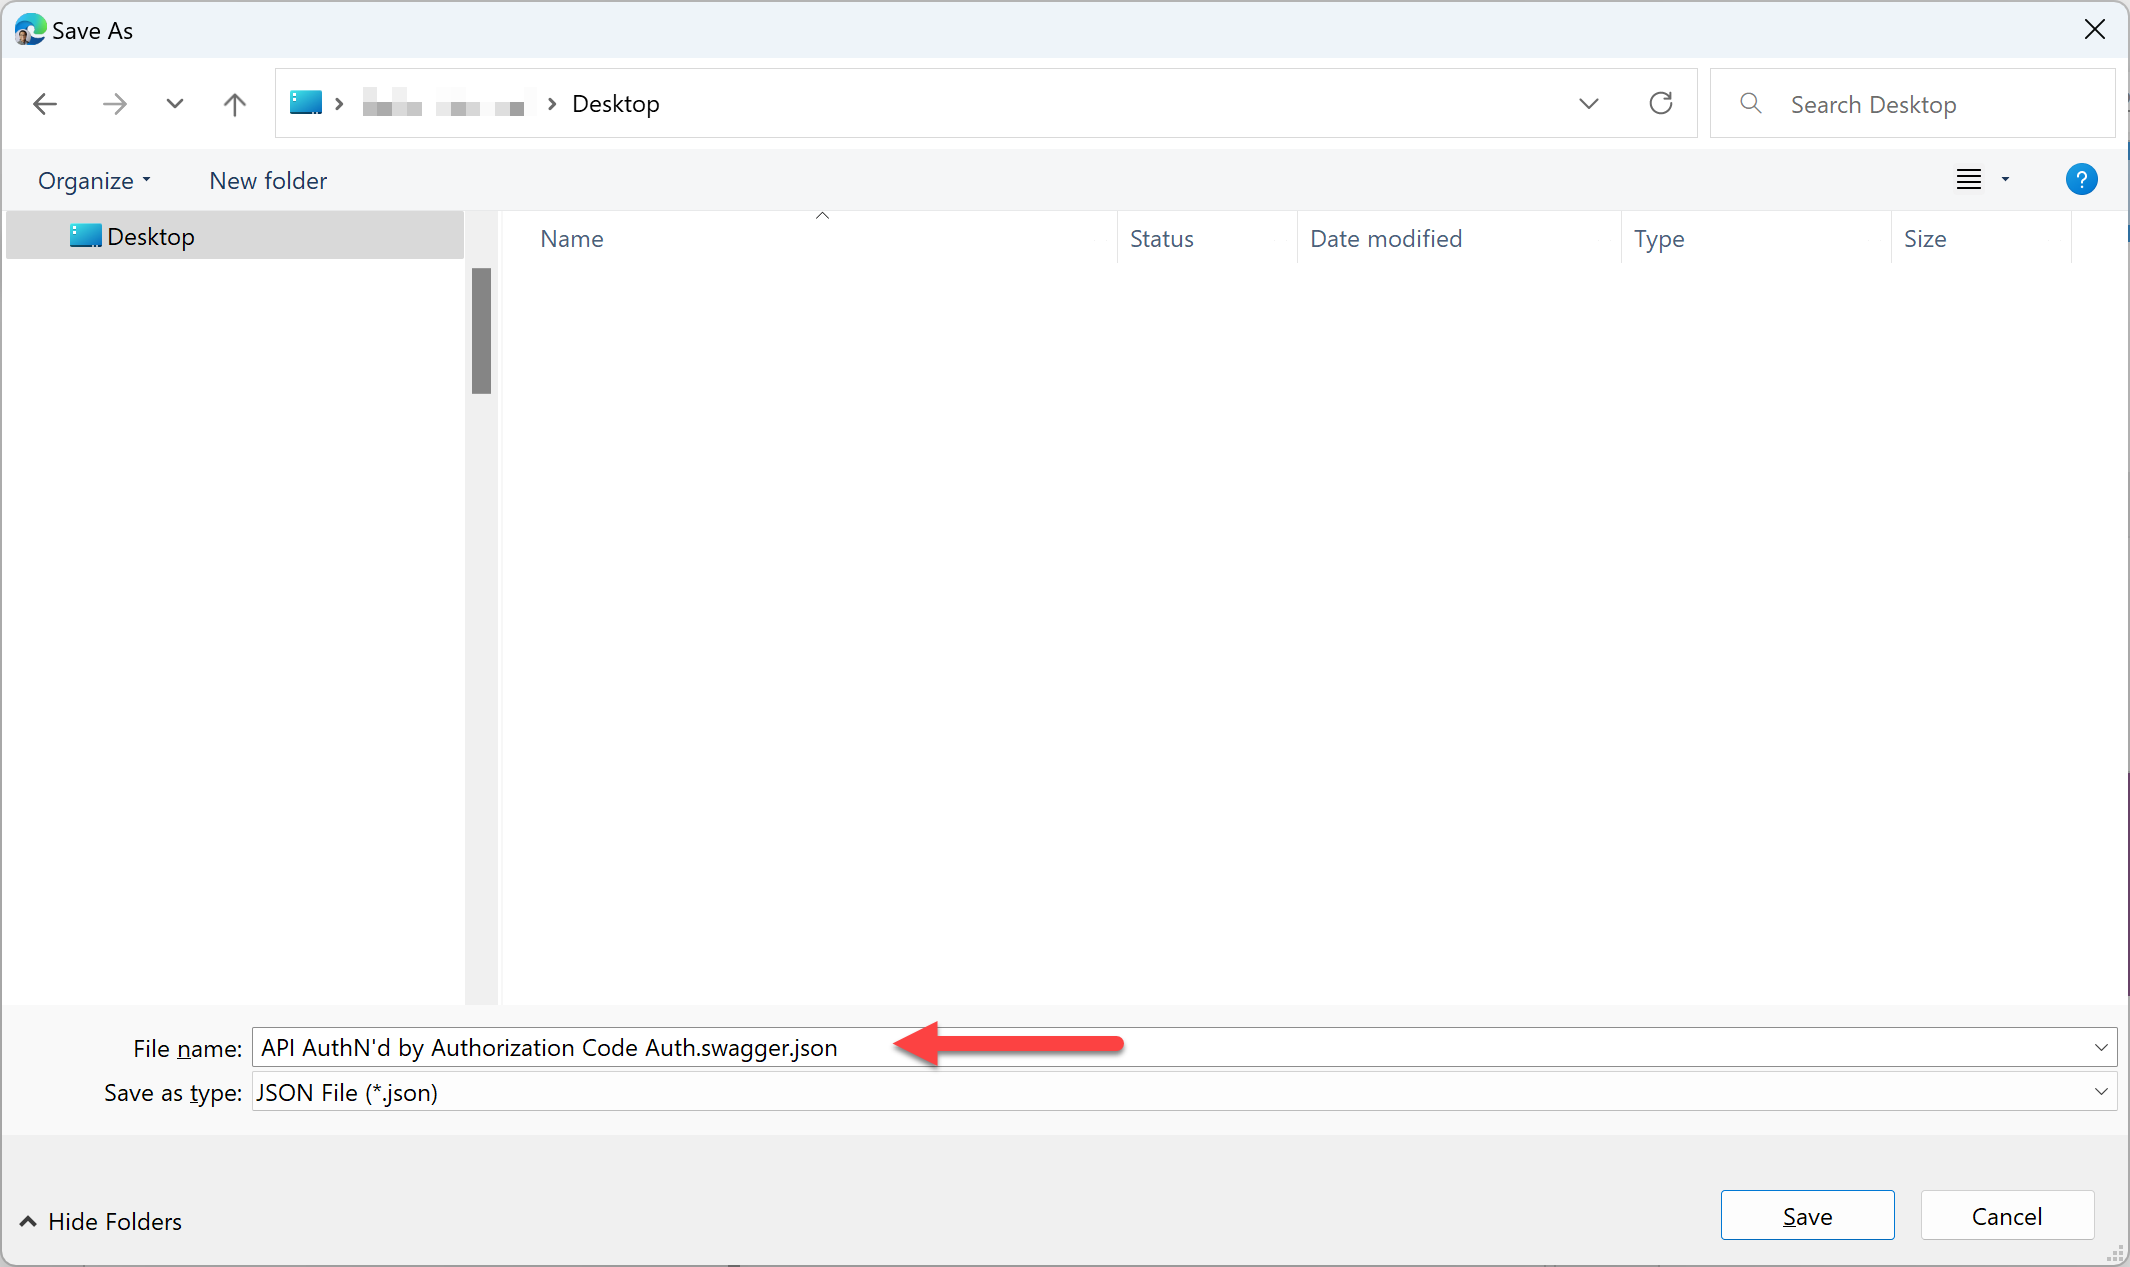 Save As
Desktop
Search Desktop
Organize New folder
?
Desktop
Name Status Date modified Type Size
File name: API AuthN'd by Authorization Code Auth.swagger.json
Save as type: JSON File (*.json)
Hide Folders Save Cancel